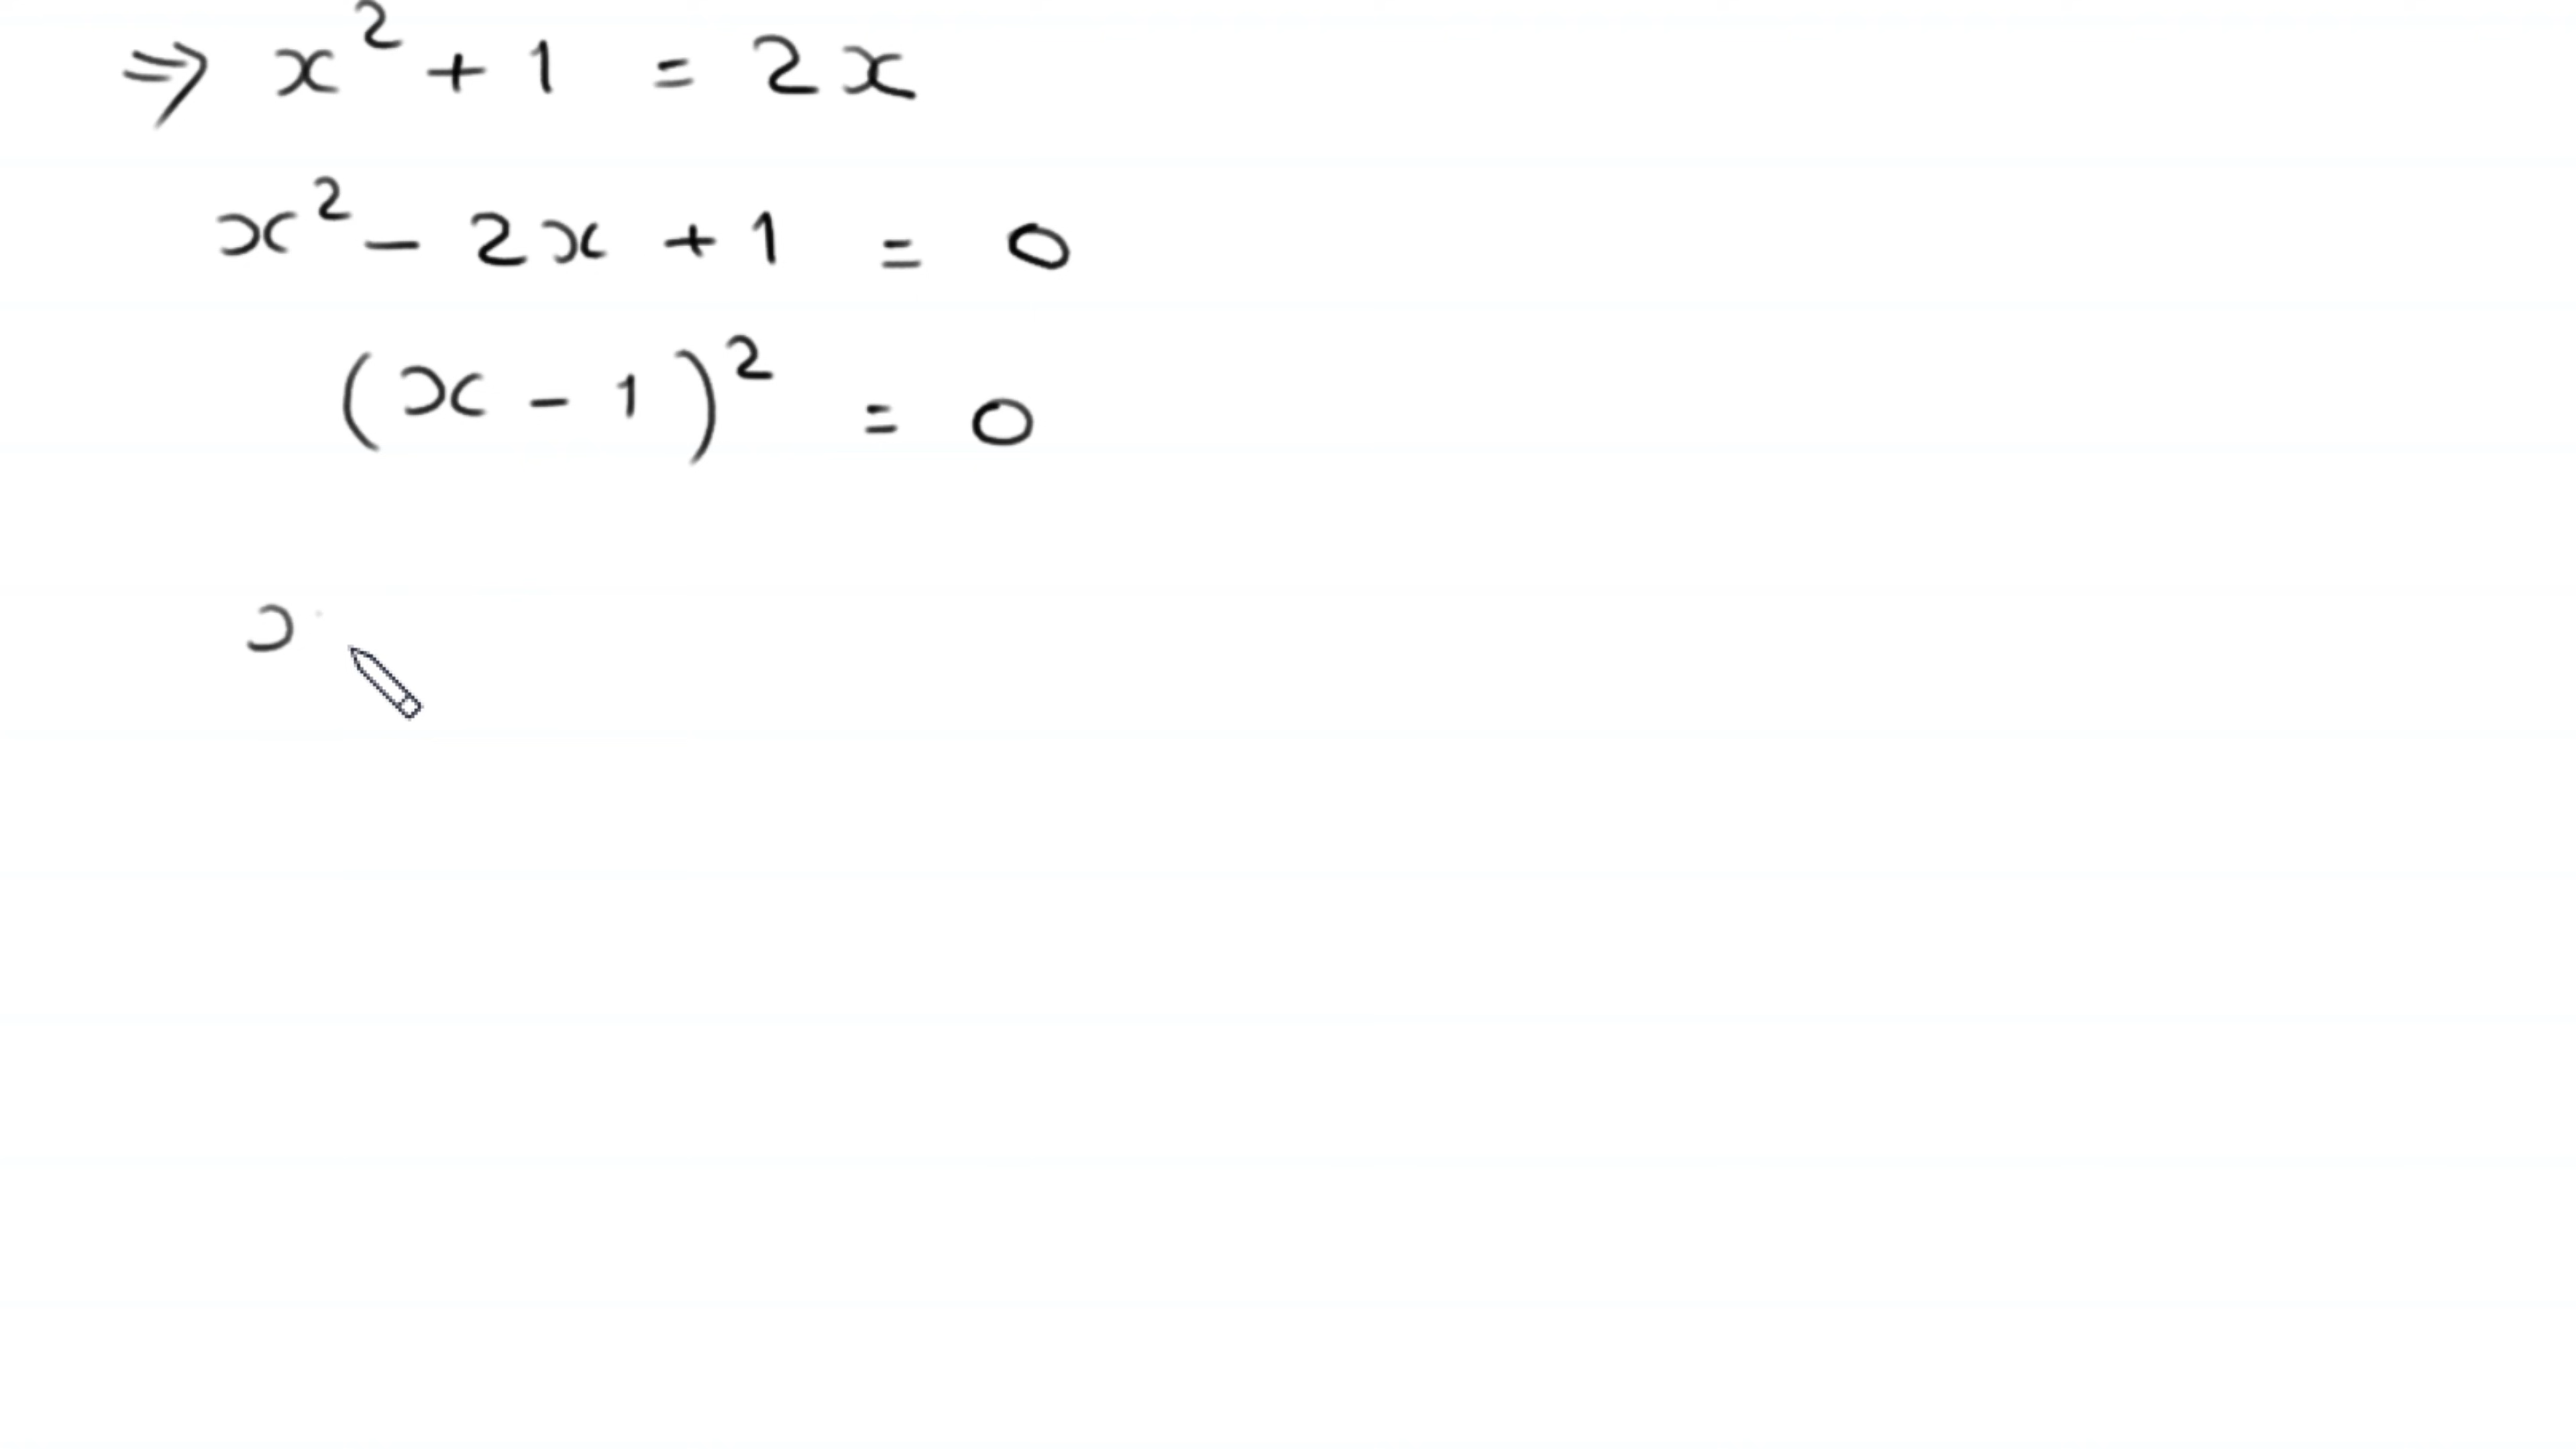 ⇒ x² + 1 = 2x
x² - 2x + 1 = 0
(x - 1)² = 0